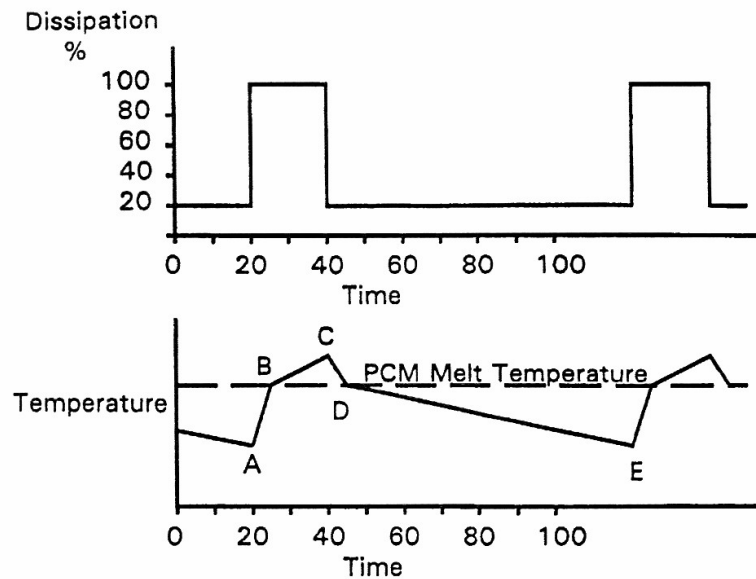 Dissipation
%
100
80
60
40
20
0 20 40 60 80 100
Time
C
B
PCM Melt Temperature
Temperature
D
A
E
0 20 40 60 80 100
Time